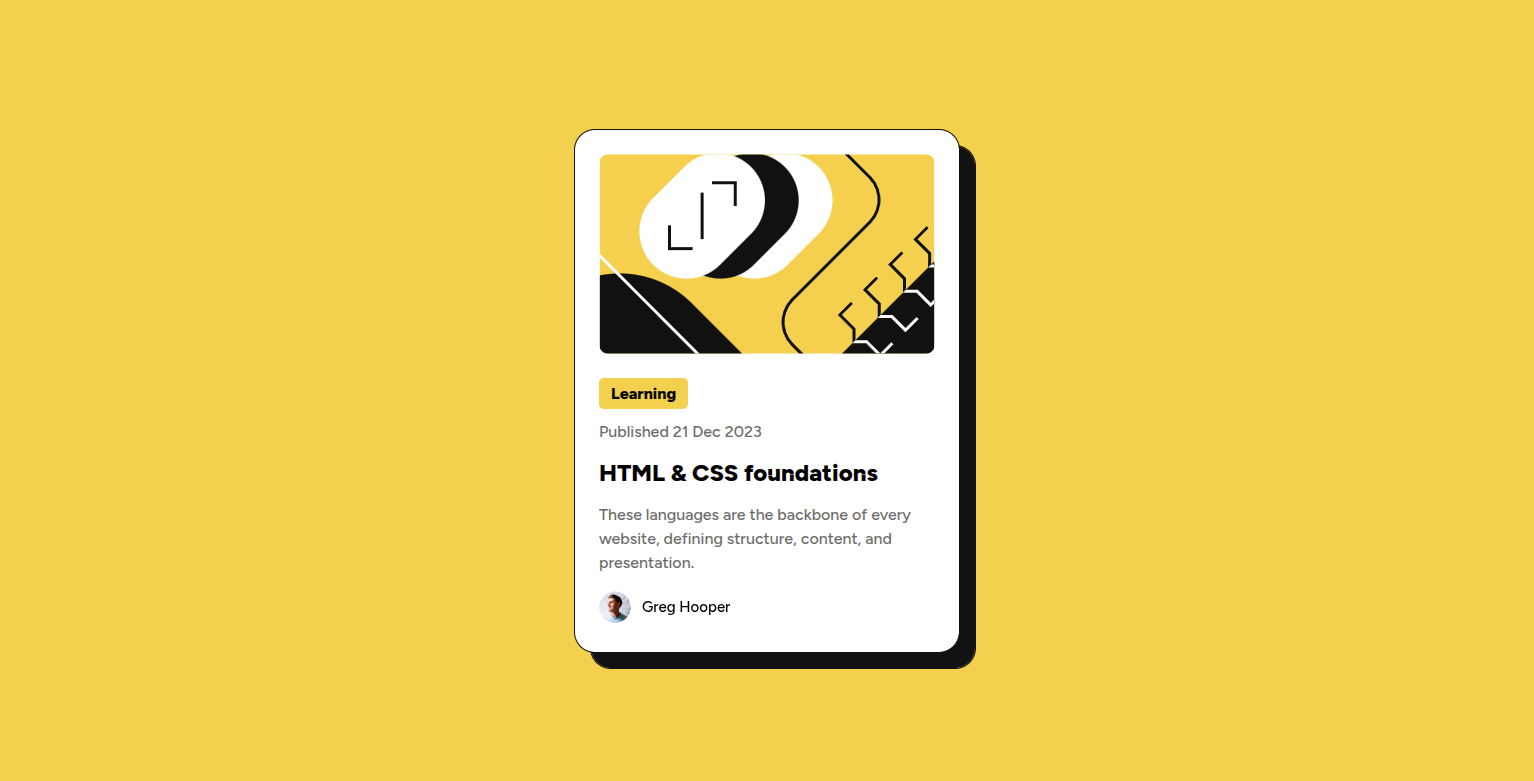 Learning
Published 21 Dec 2023
HTML & CSS foundations
These languages are the backbone of every
website, defining structure, content, and
presentation.
Greg Hooper